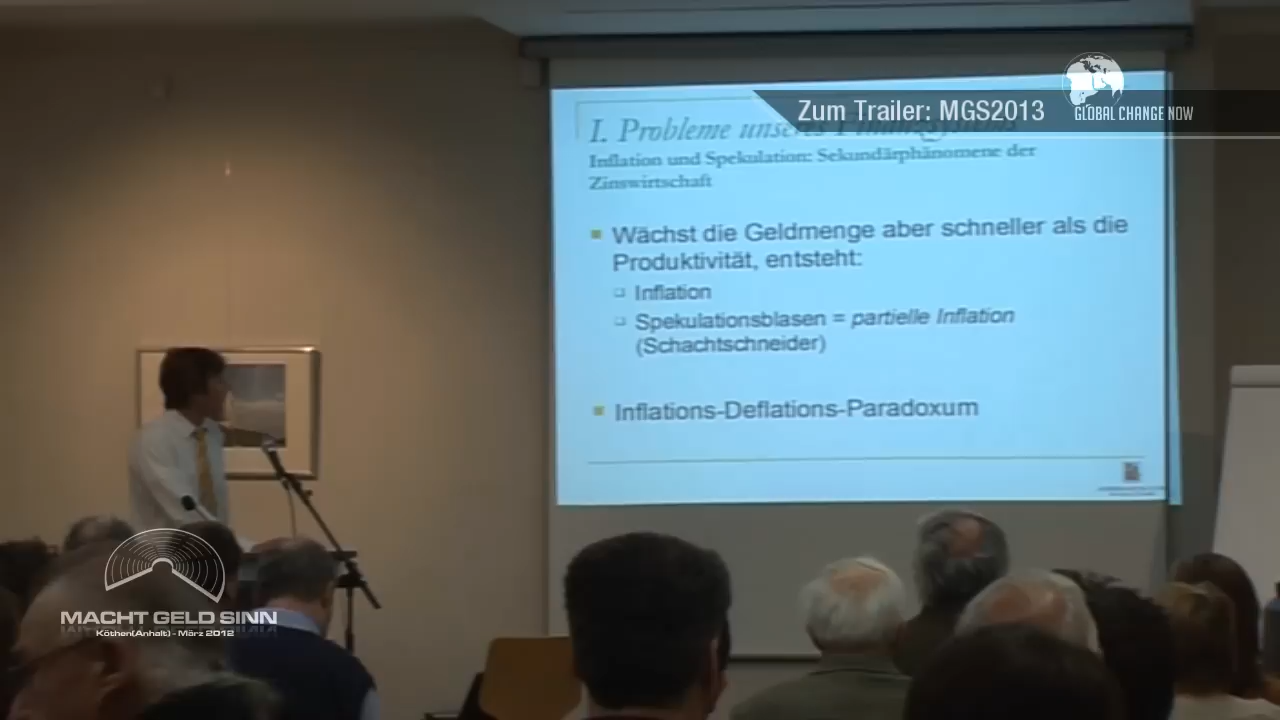 Zum Trailer: MGS2013
GLOBAL CHANGE NOW
I. Probleme unseres Finanzsystems
Inflation und Spekulation: Sekundärphänomene der
Zinswirtschaft
Wächst die Geldmenge aber schneller als die
Produktivität, entsteht:
Inflation
Spekulationsblasen = partielle Inflation
(Schachtschneider)
Inflations-Deflations-Paradoxum
MACHT GELD SINN
Köthen(Anhalt) - März 2012